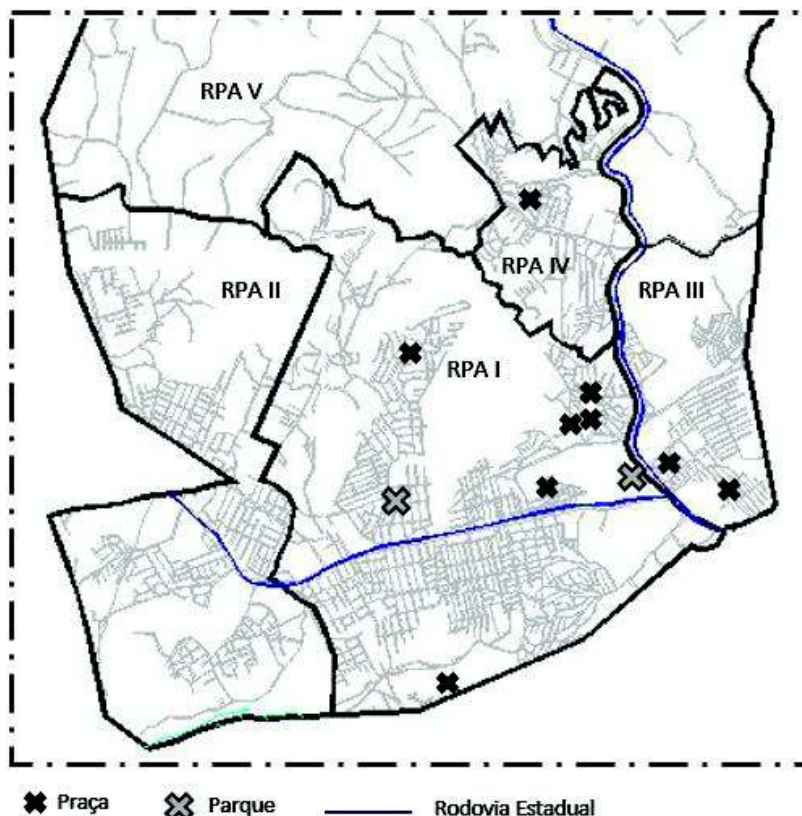 RPA V
RPA IV
RPA II
RPA III
RPA I
Praça
Parque
Rodovia Estadual